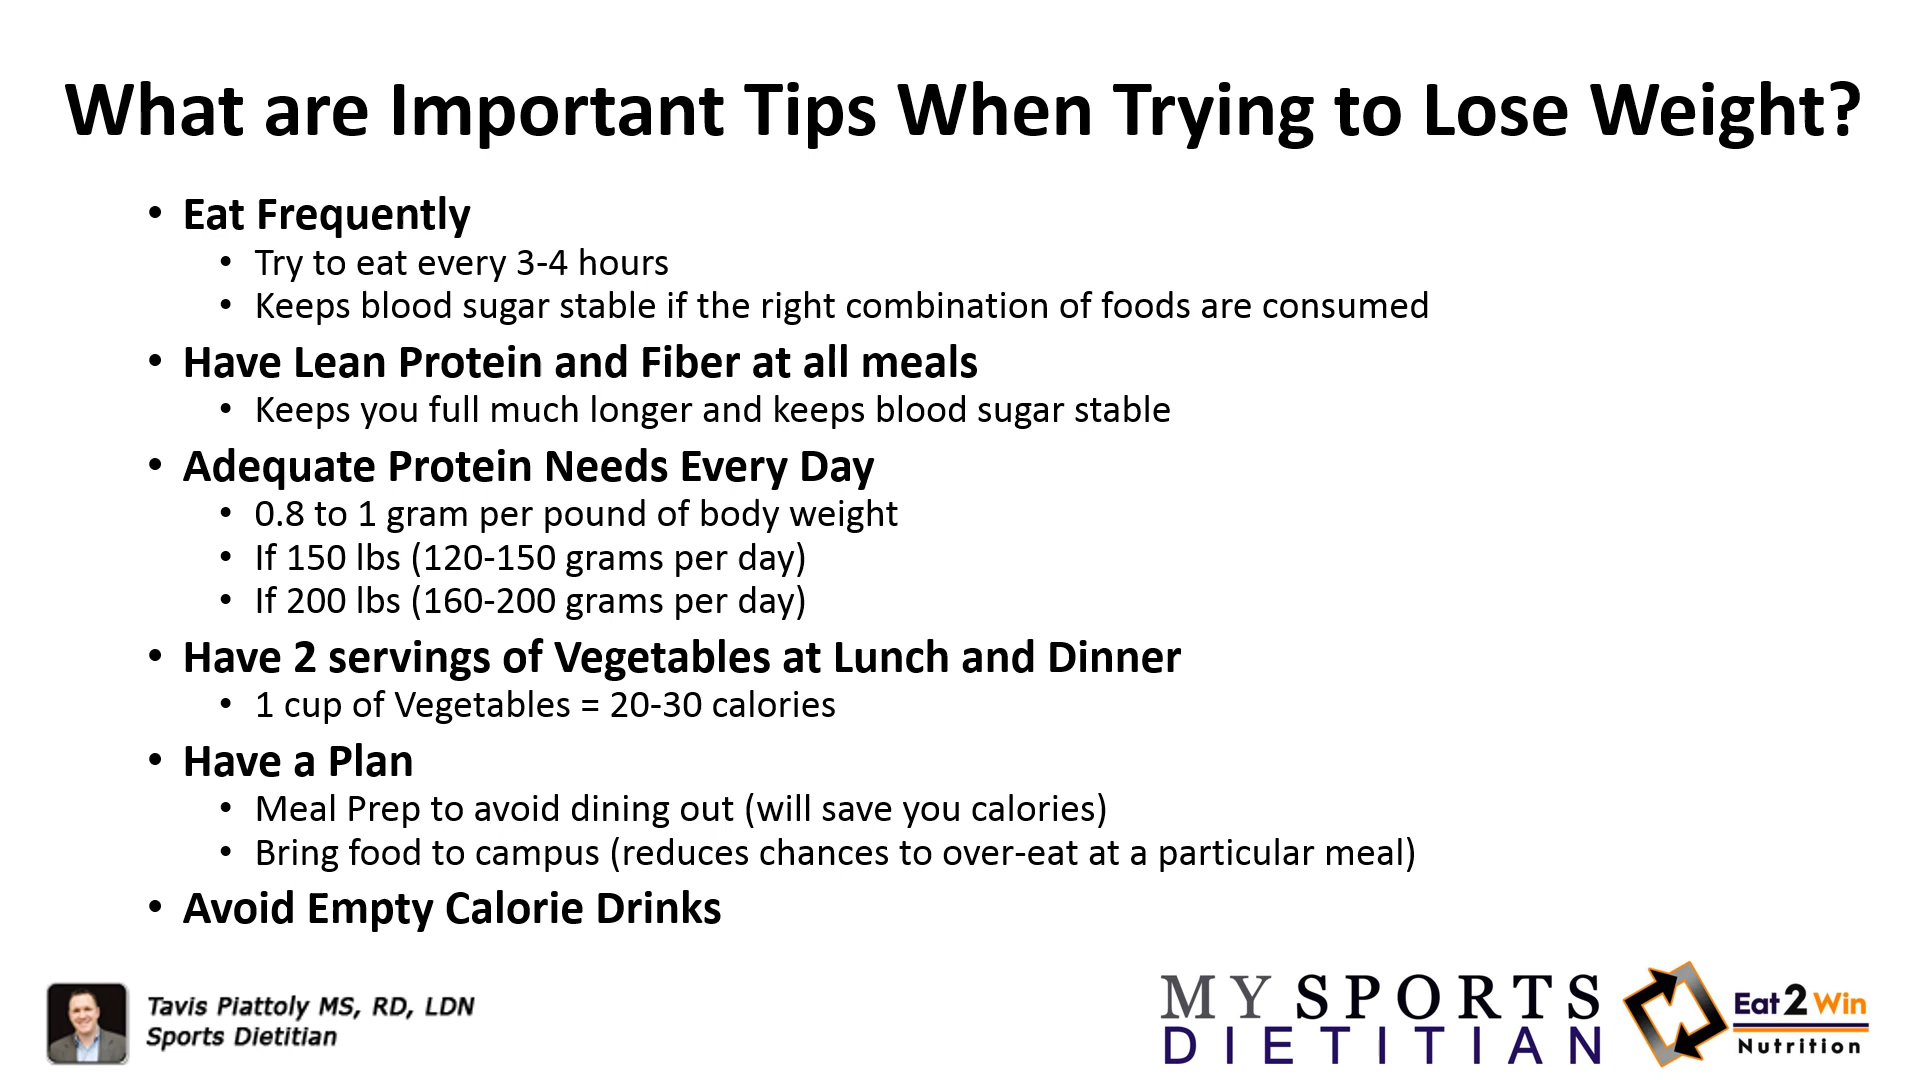 What are Important Tips When Trying to Lose Weight?
• Eat Frequently
• Try to eat every 3-4 hours
• Keeps blood sugar stable if the right combination of foods are consumed
• Have Lean Protein and Fiber at all meals
• Keeps you full much longer and keeps blood sugar stable
• Adequate Protein Needs Every Day
• 0.8 to 1 gram per pound of body weight
• If 150 lbs (120-150 grams per day)
• If 200 lbs (160-200 grams per day)
• Have 2 servings of Vegetables at Lunch and Dinner
• 1 cup of Vegetables = 20-30 calories
• Have a Plan
• Meal Prep to avoid dining out (will save you calories)
• Bring food to campus (reduces chances to over-eat at a particular meal)
• Avoid Empty Calorie Drinks
Tavis Piattoly MS, RD, LDN
Sports Dietitian
MY SPORTS
DIETITIAN
Eat 2 Win
Nutrition